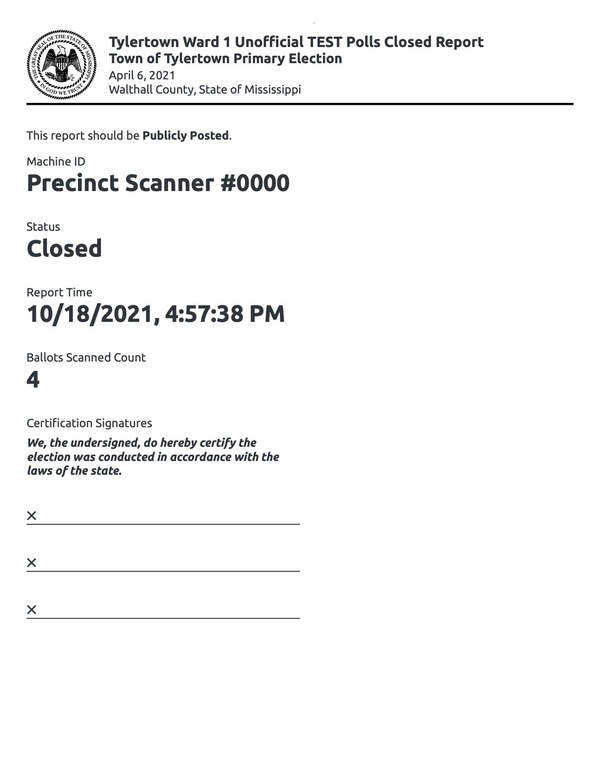 THE GREAT SEAL OF THE STATE OF MISSISSIPPI
IN GOD WE TRUST
Tylertown Ward 1 Unofficial TEST Polls Closed Report
Town of Tylertown Primary Election
April 6, 2021
Walthall County, State of Mississippi
This report should be Publicly Posted.
Machine ID
Precinct Scanner #0000
Status
Closed
Report Time
10/18/2021, 4:57:38 PM
Ballots Scanned Count
4
Certification Signatures
We, the undersigned, do hereby certify the
election was conducted in accordance with the
laws of the state.
X
X
X